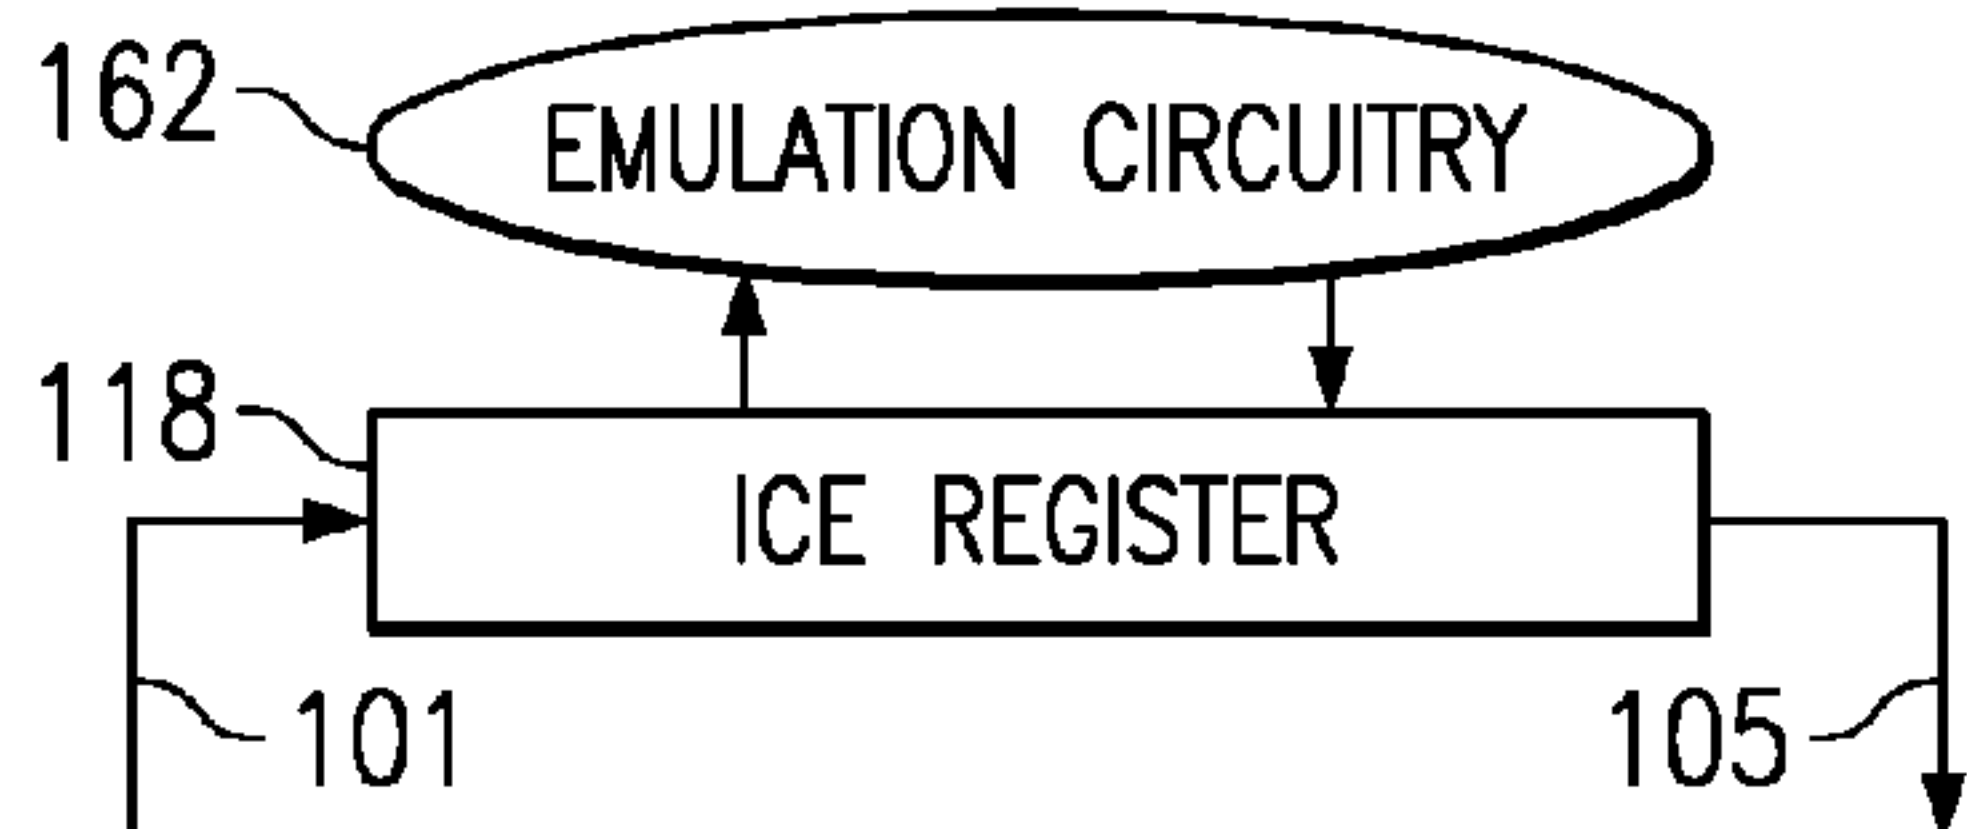 162
EMULATION CIRCUITRY
118
ICE REGISTER
101
105